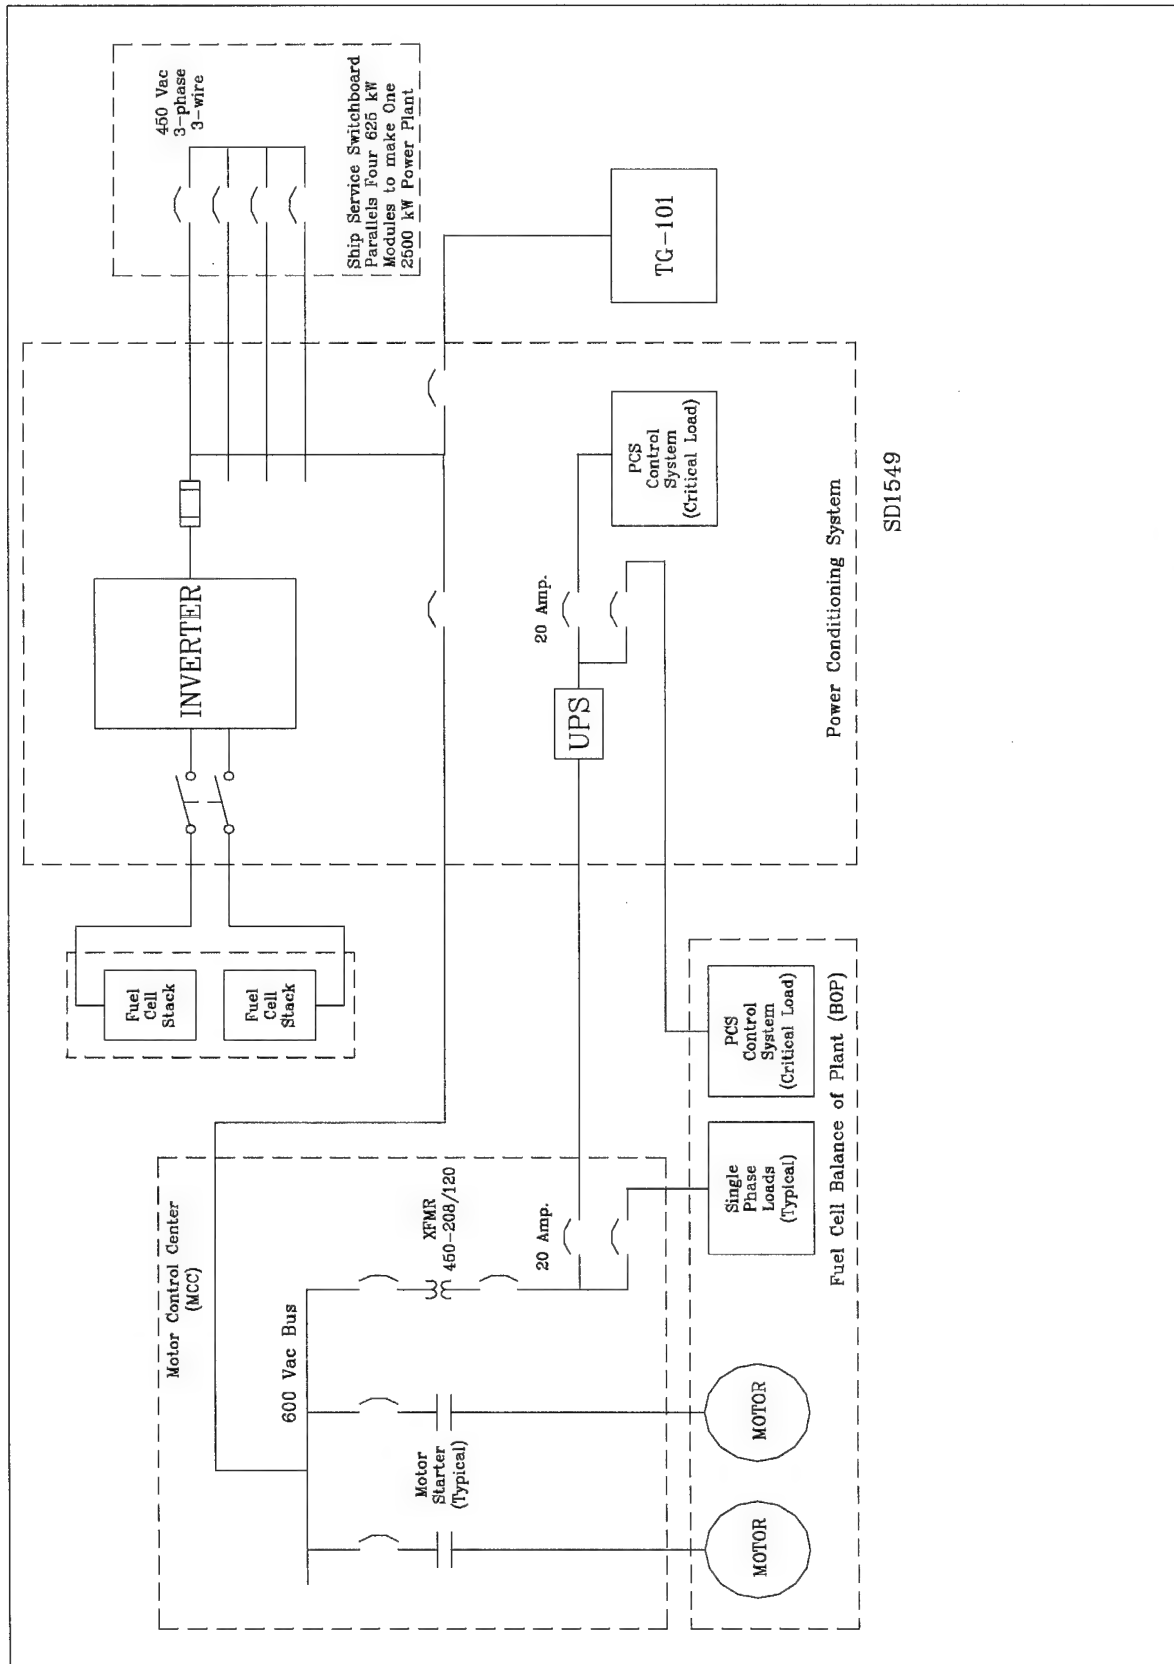 450 Vac
3-phase
3-wire
Ship Service Switchboard
Parallels Four 625 kW
Modules to make One
2500 kW Power Plant
TG-101
INVERTER
20 Amp.
PCS
Control
System
(Critical Load)
UPS
Power Conditioning System
SD1549
Fuel
Cell
Stack
Fuel
Cell
Stack
Motor Control Center
(MCC)
600 Vac Bus
XFMR
450-208/120
20 Amp.
Motor
Starter
(Typical)
PCS
Control
System
(Critical Load)
Single
Phase
Loads
(Typical)
MOTOR
MOTOR
Fuel Cell Balance of Plant (BOP)